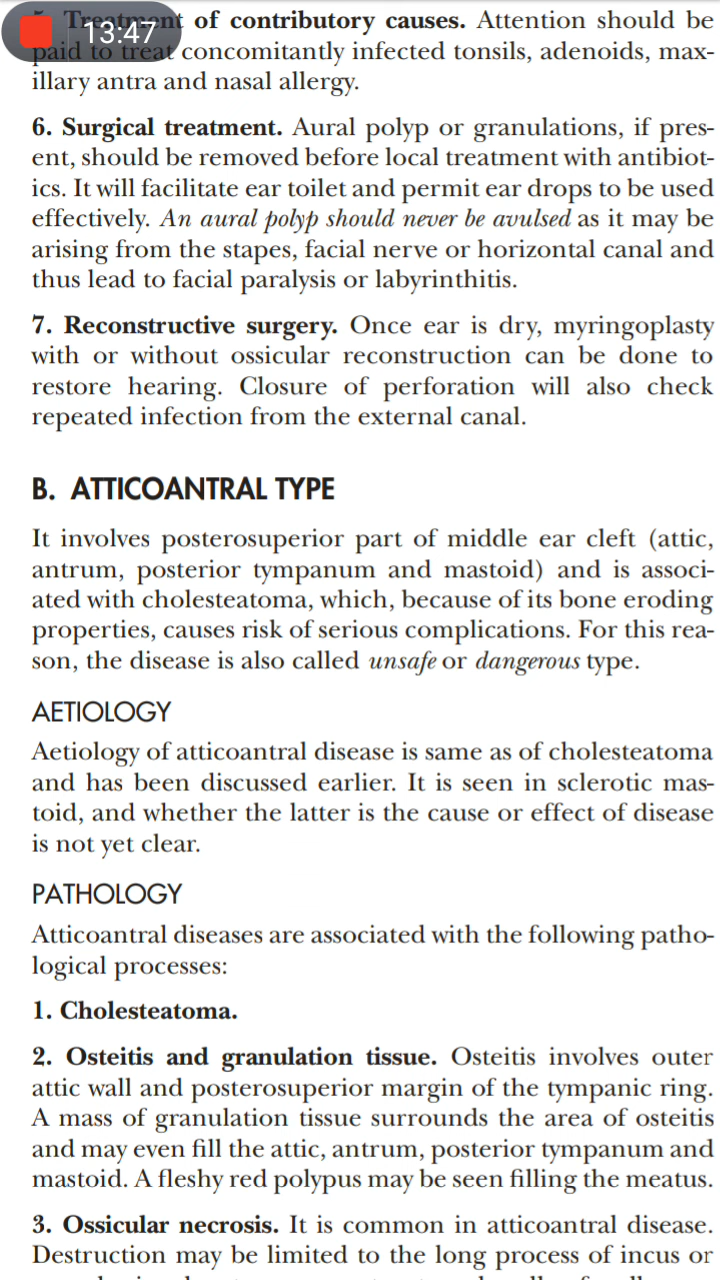 5. Treatment of contributory causes. Attention should be
13:47
paid to treat concomitantly infected tonsils, adenoids, max-
illary antra and nasal allergy.
6. Surgical treatment. Aural polyp or granulations, if pres-
ent, should be removed before local treatment with antibiot-
ics. It will facilitate ear toilet and permit ear drops to be used
effectively. An aural polyp should never be avulsed as it may be
arising from the stapes, facial nerve or horizontal canal and
thus lead to facial paralysis or labyrinthitis.
7. Reconstructive surgery. Once ear is dry, myringoplasty
with or without ossicular reconstruction can be done to
restore hearing. Closure of perforation will also check
repeated infection from the external canal.
B. ATTICOANTRAL TYPE
It involves posterosuperior part of middle ear cleft (attic,
antrum, posterior tympanum and mastoid) and is associ-
ated with cholesteatoma, which, because of its bone eroding
properties, causes risk of serious complications. For this rea-
son, the disease is also called unsafe or dangerous type.
AETIOLOGY
Aetiology of atticoantral disease is same as of cholesteatoma
and has been discussed earlier. It is seen in sclerotic mas-
toid, and whether the latter is the cause or effect of disease
is not yet clear.
PATHOLOGY
Atticoantral diseases are associated with the following patho-
logical processes:
1. Cholesteatoma.
2. Osteitis and granulation tissue. Osteitis involves outer
attic wall and posterosuperior margin of the tympanic ring.
A mass of granulation tissue surrounds the area of osteitis
and may even fill the attic, antrum, posterior tympanum and
mastoid. A fleshy red polypus may be seen filling the meatus.
3. Ossicular necrosis. It is common in atticoantral disease.
Destruction may be limited to the long process of incus or